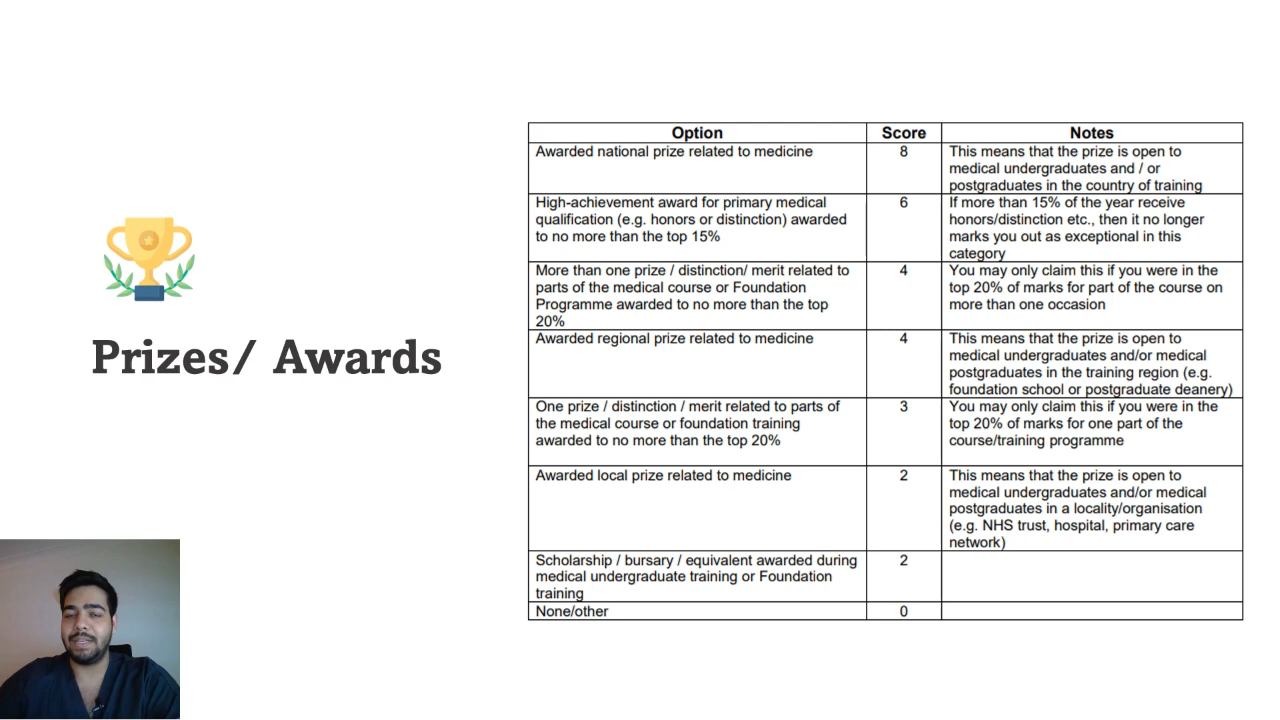 Prizes/ Awards
Option Score Notes
Awarded national prize related to medicine 8 This means that the prize is open to
medical undergraduates and / or
postgraduates in the country of training
High-achievement award for primary medical 6 If more than 15% of the year receive
qualification (e.g. honors or distinction) awarded honors/distinction etc., then it no longer
to no more than the top 15% marks you out as exceptional in this
category
More than one prize / distinction/ merit related to 4 You may only claim this if you were in the
parts of the medical course or Foundation top 20% of marks for part of the course on
Programme awarded to no more than the top more than one occasion
20%
Awarded regional prize related to medicine 4 This means that the prize is open to
medical undergraduates and/or medical
postgraduates in the training region (e.g.
foundation school or postgraduate deanery)
One prize / distinction / merit related to parts of 3 You may only claim this if you were in the
the medical course or foundation training top 20% of marks for one part of the
awarded to no more than the top 20% course/training programme
Awarded local prize related to medicine 2 This means that the prize is open to
medical undergraduates and/or medical
postgraduates in a locality/organisation
(e.g. NHS trust, hospital, primary care
network)
Scholarship / bursary / equivalent awarded during 2
medical undergraduate training or Foundation
training
None/other 0